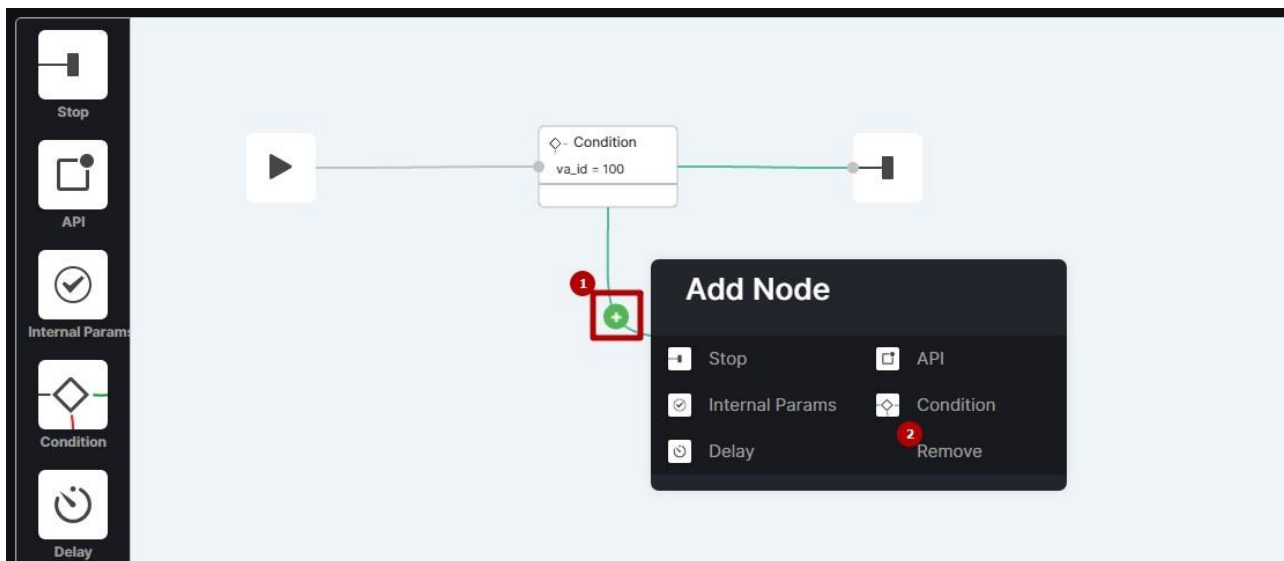 Stop
API
Internal Params
Condition
Delay
Condition
va_id = 100
1
Add Node
Stop
API
Internal Params
Condition
2
Delay
Remove